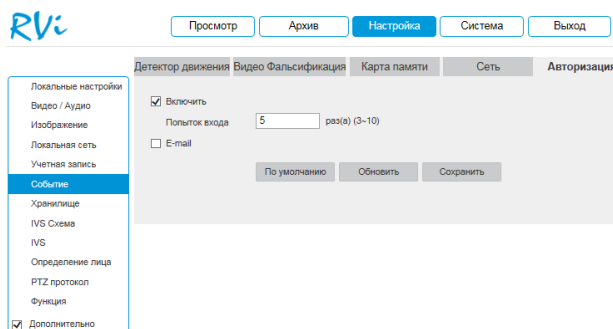 RVi Просмотр Архив Настройка Система Выход
Детектор движения Видео Фальсификация Карта памяти Сеть Авторизация
Локальные настройки
Видео / Аудио
Изображение
Локальная сеть
Учетная запись
Событие
Хранилище
IVS Схема
IVS
Определение лица
PTZ протокол
Функция
Дополнительно
Включить
Попыток входа 5 раз(а) (3~10)
E-mail
По умолчанию Обновить Сохранить